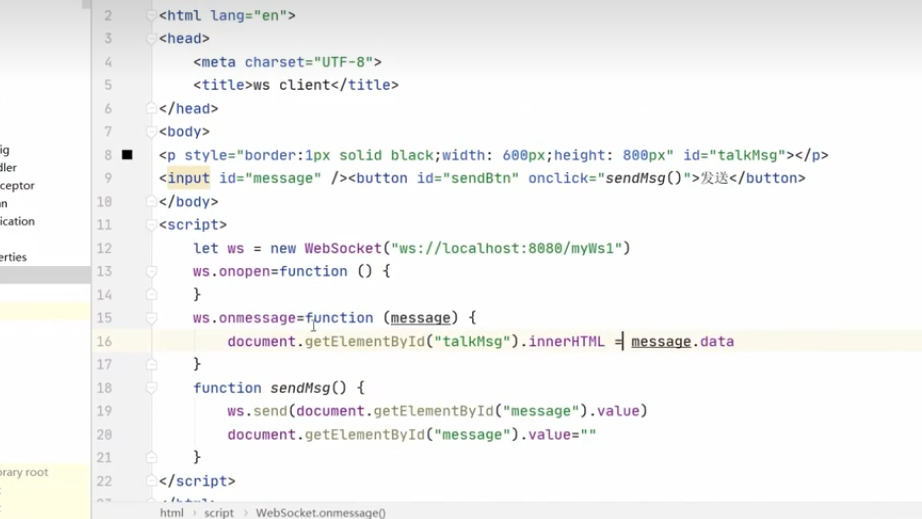 2 <html lang="en">
3 <head>
4 <meta charset="UTF-8">
5 <title>ws client</title>
6 </head>
7 <body>
8 <p style="border:1px solid black;width: 600px;height: 800px" id="talkMsg"></p>
9 <input id="message" /><button id="sendBtn" onclick="sendMsg()">发送</button>
10 </body>
11 <script>
12 let ws = new WebSocket("ws://localhost:8080/myWs1")
13 ws.onopen=function () {
14 }
15 ws.onmessage=function (message) {
16 document.getElementById("talkMsg").innerHTML = message.data
17 }
18 function sendMsg() {
19 ws.send(document.getElementById("message").value)
20 document.getElementById("message").value=""
21 }
22 </script>
html › script › WebSocket.onmessage()
ig
dler
ceptor
n
ication
erties
rary root